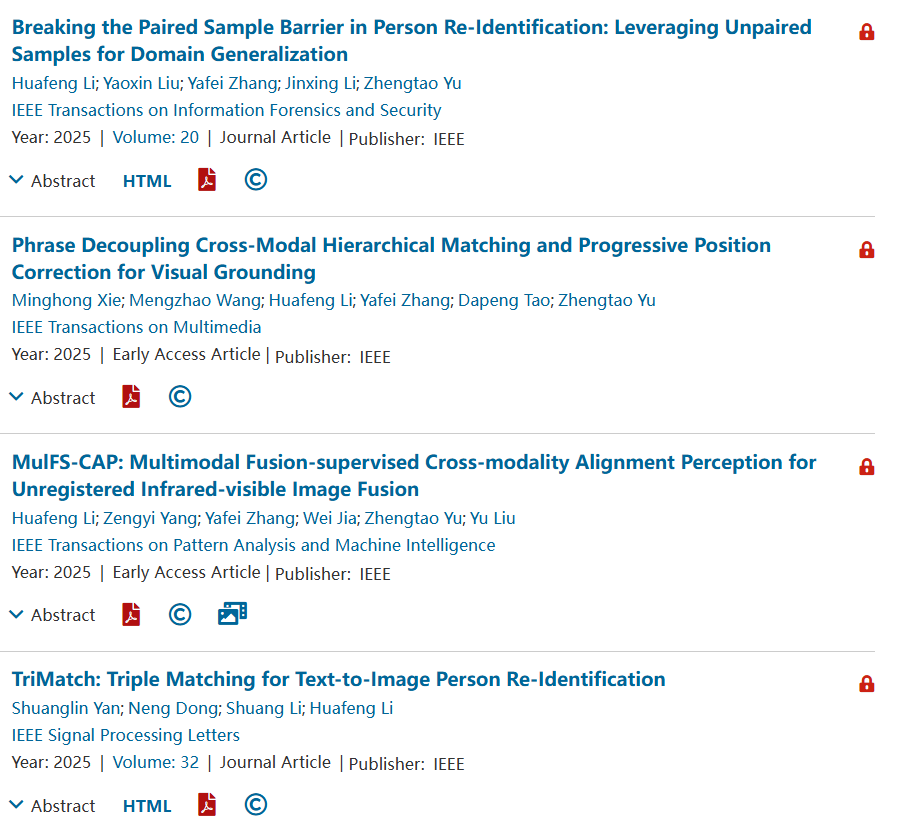 Breaking the Paired Sample Barrier in Person Re-Identification: Leveraging Unpaired
Samples for Domain Generalization
Huafeng Li; Yaoxin Liu; Yafei Zhang; Jinxing Li; Zhengtao Yu
IEEE Transactions on Information Forensics and Security
Year: 2025 | Volume: 20 | Journal Article | Publisher: IEEE
Abstract HTML ©
Phrase Decoupling Cross-Modal Hierarchical Matching and Progressive Position
Correction for Visual Grounding
Minghong Xie; Mengzhao Wang; Huafeng Li; Yafei Zhang; Dapeng Tao; Zhengtao Yu
IEEE Transactions on Multimedia
Year: 2025 | Early Access Article | Publisher: IEEE
Abstract ©
MulFS-CAP: Multimodal Fusion-supervised Cross-modality Alignment Perception for
Unregistered Infrared-visible Image Fusion
Huafeng Li; Zengyi Yang; Yafei Zhang; Wei Jia; Zhengtao Yu; Yu Liu
IEEE Transactions on Pattern Analysis and Machine Intelligence
Year: 2025 | Early Access Article | Publisher: IEEE
Abstract ©
TriMatch: Triple Matching for Text-to-Image Person Re-Identification
Shuanglin Yan; Neng Dong; Shuang Li; Huafeng Li
IEEE Signal Processing Letters
Year: 2025 | Volume: 32 | Journal Article | Publisher: IEEE
Abstract HTML ©